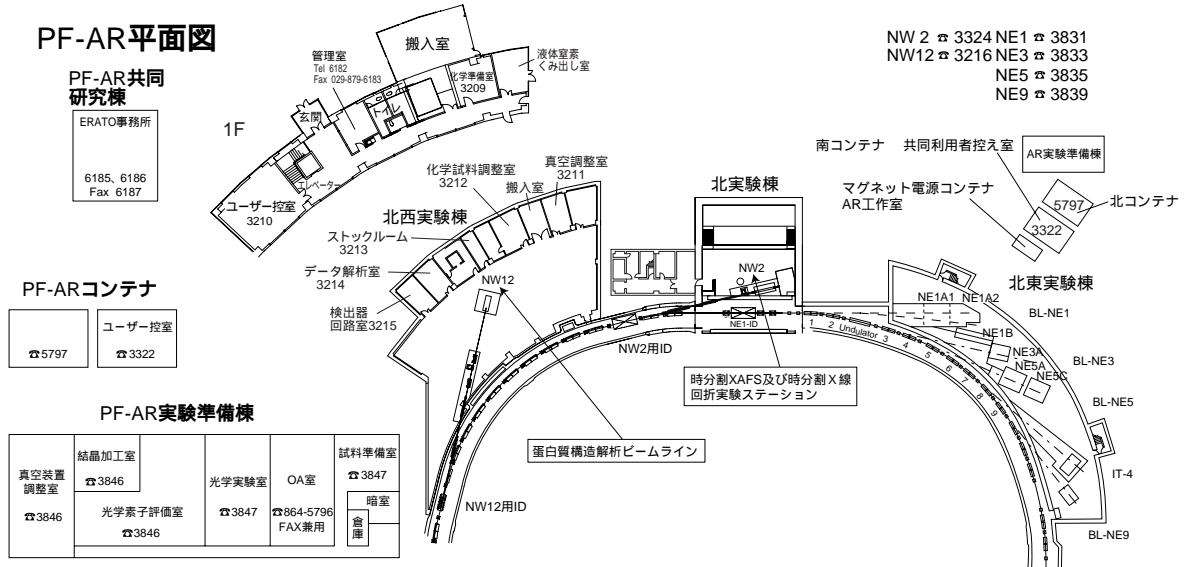 PF-AR平面図
NW 2 ☎ 3324 NE1 ☎ 3831
NW12 ☎ 3216 NE3 ☎ 3833
NE5 ☎ 3835
NE9 ☎ 3839
PF-AR共同
研究棟
ERATO事務所
6185、6186
Fax 6187
1F
管理室
Tel 6182
Fax 029-879-6183
搬入室
液体窒素
くみ出し室
化学準備室
3209
トイレ
玄関
エレベーター
ユーザー控室
3210
北西実験棟
化学試料調整室
3212
搬入室
真空調整室
3211
ストックルーム
3213
データ解析室
3214
検出器
回路室3215
NW12
北実験棟
NW2
NE1-ID
NW2用ID
NW12用ID
時分割XAFS及び時分割X線
回折実験ステーション
蛋白質構造解析ビームライン
1
2 Undulator 3
4
5
6
7
8
9
南コンテナ
共同利用者控え室
AR実験準備棟
マグネット電源コンテナ
AR工作室
5797
3322
北コンテナ
北東実験棟
NE1A1
NE1A2
BL-NE1
NE1B
NE3A
NE5A
NE5C
BL-NE3
BL-NE5
IT-4
BL-NE9
PF-ARコンテナ
☎5797
ユーザー控室
☎3322
PF-AR実験準備棟
真空装置
調整室
☎3846
結晶加工室
☎3846
光学素子評価室
☎3846
光学実験室
☎3847
OA室
☎864-5796
FAX兼用
試料準備室
☎3847
暗室
倉庫